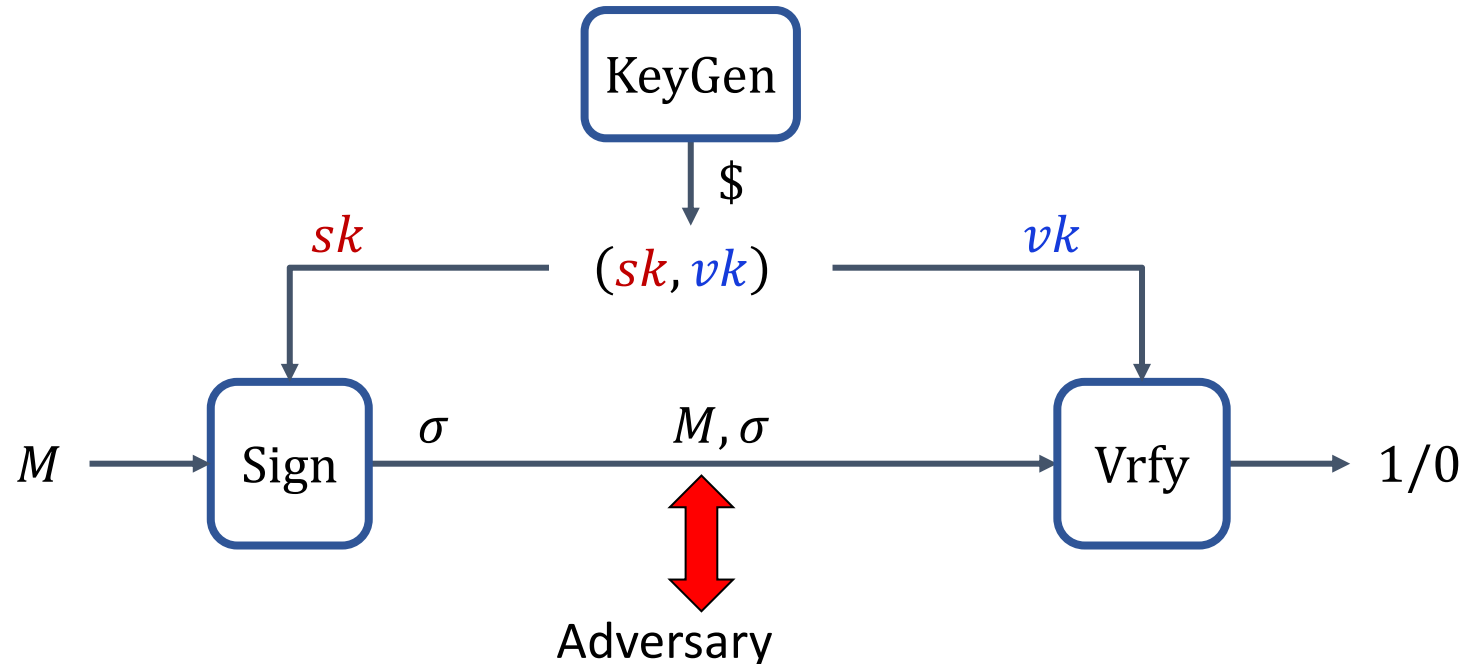 KeyGen
$
sk
vk
(sk, vk)
σ
M, σ
M
Sign
Vrfy
1/0
Adversary